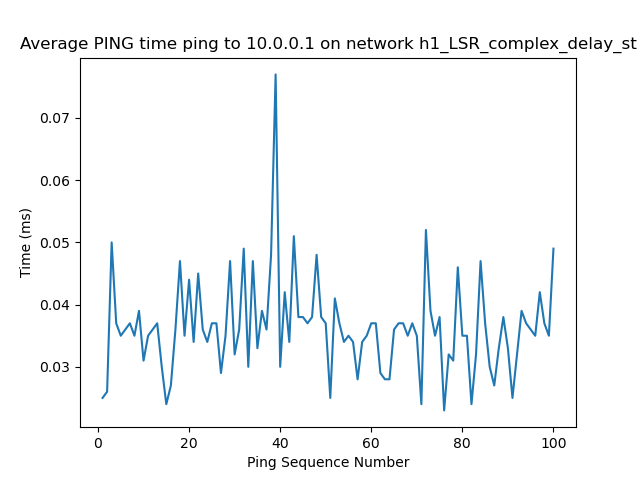 Average PING time ping to 10.0.0.1 on network h1_LSR_complex_delay_st
0.07
0.06
0.05
0.04
0.03
Time (ms)
0 20 40 60 80 100
Ping Sequence Number